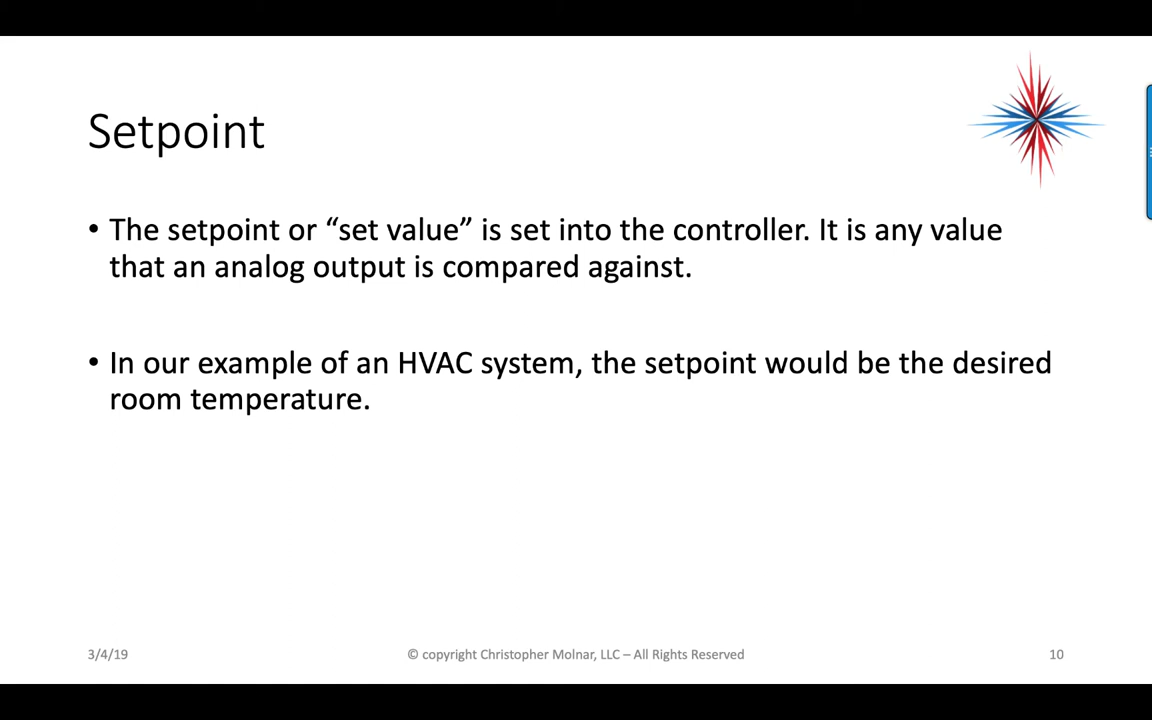 Setpoint
• The setpoint or “set value” is set into the controller. It is any value
that an analog output is compared against.
• In our example of an HVAC system, the setpoint would be the desired
room temperature.
3/4/19
© copyright Christopher Molnar, LLC – All Rights Reserved
10